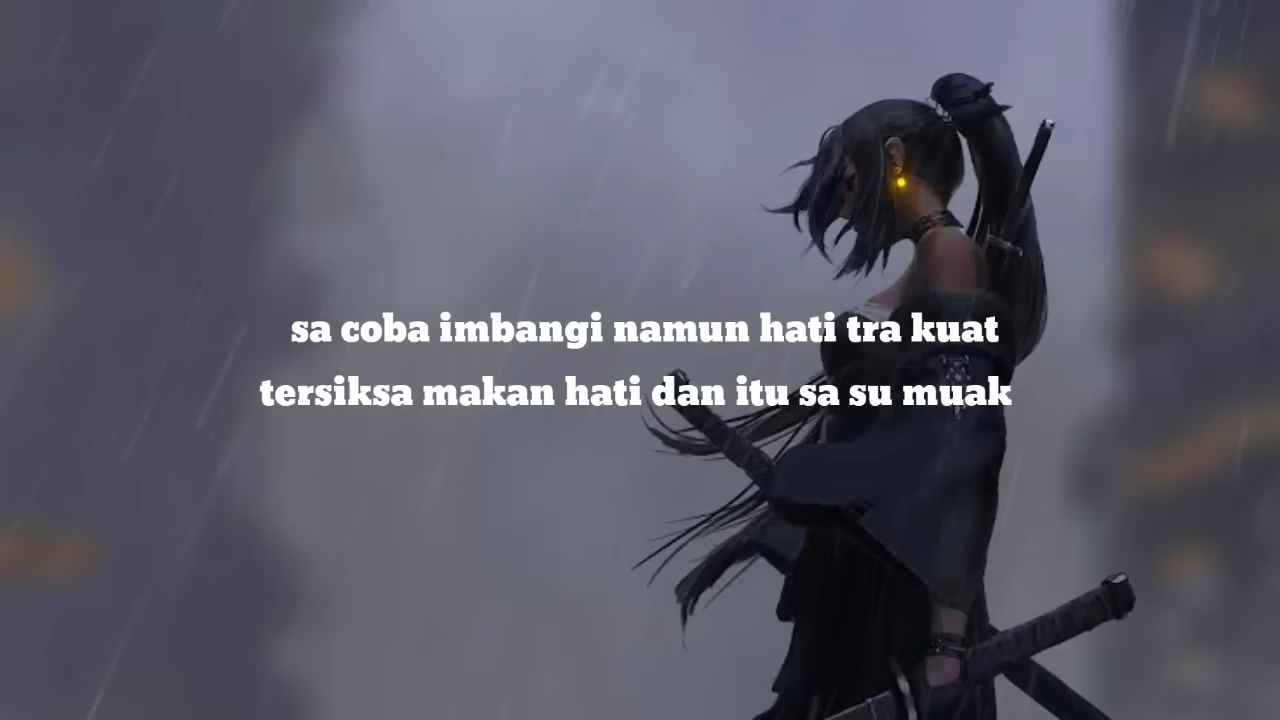 sa coba imbangi namun hati tra kuat
tersiksa makan hati dan itu sa su muak